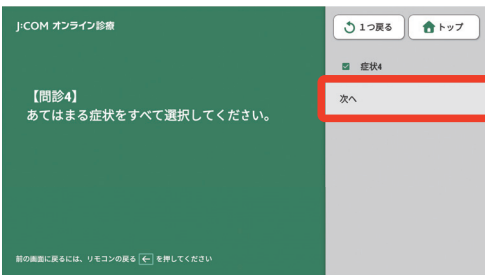 J:COM オンライン診療
【問診4】
あてはまる症状をすべて選択してください。
前の画面に戻るには、リモコンの戻る ← を押してください
1つ戻る
トップ
症状4
次へ